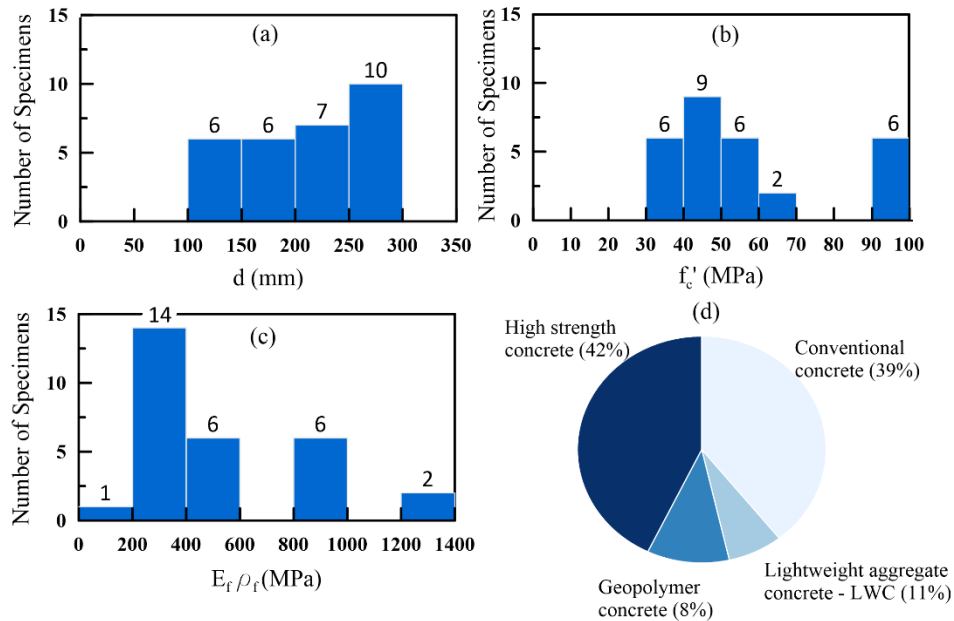 (a)
Number of Specimens
15
10
5
0
6
6
7
10
0
50
100
150
200
250
300
350
d (mm)
(b)
Number of Specimens
15
10
5
0
6
9
6
2
6
0
10
20
30
40
50
60
70
80
90
100
f_c' (MPa)
(c)
Number of Specimens
15
10
5
0
1
14
6
6
2
0
200
400
600
800
1000
1200
1400
E_f ρ_f (MPa)
(d)
High strength
concrete (42%)
Conventional
concrete (39%)
Geopolymer
concrete (8%)
Lightweight aggregate
concrete - LWC (11%)